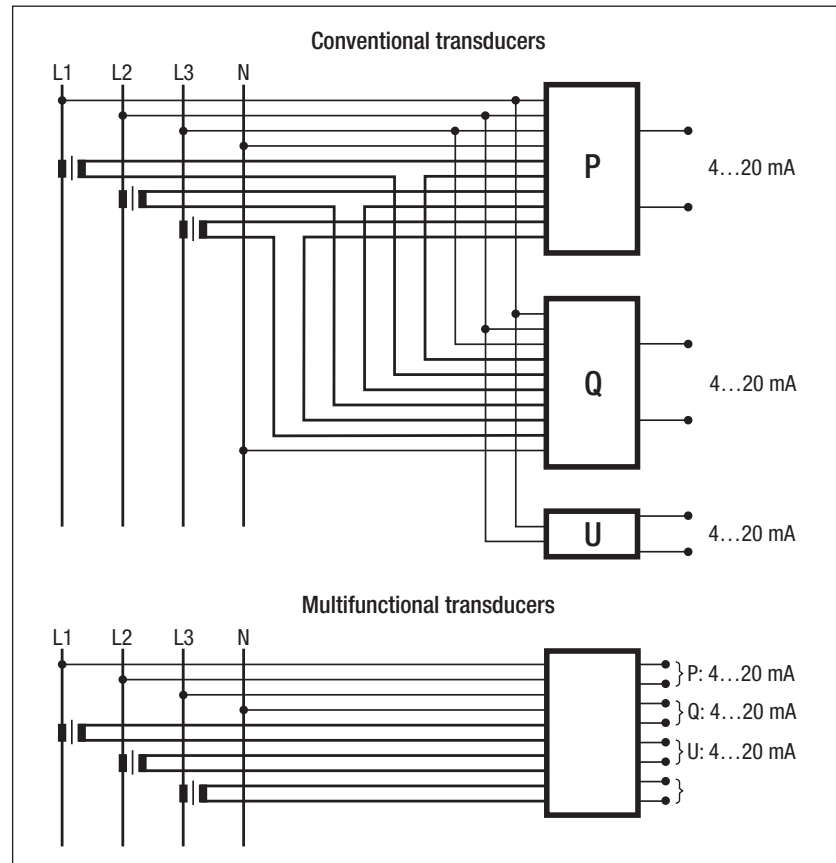 Conventional transducers
L1 L2 L3 N
P
4…20 mA
Q
4…20 mA
U
4…20 mA
Multifunctional transducers
L1 L2 L3 N
P: 4…20 mA
Q: 4…20 mA
U: 4…20 mA